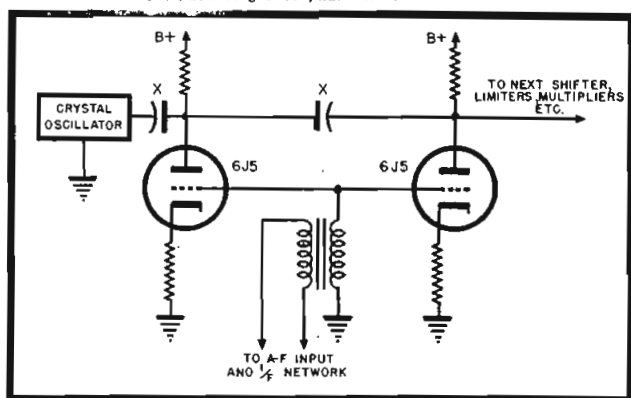 B+
B+
X
X
CRYSTAL
OSCILLATOR
TO NEXT SHIFTER,
LIMITERS, MULTIPLIERS
ETC.
6J5
6J5
TO A-F INPUT
AND 1/F NETWORK